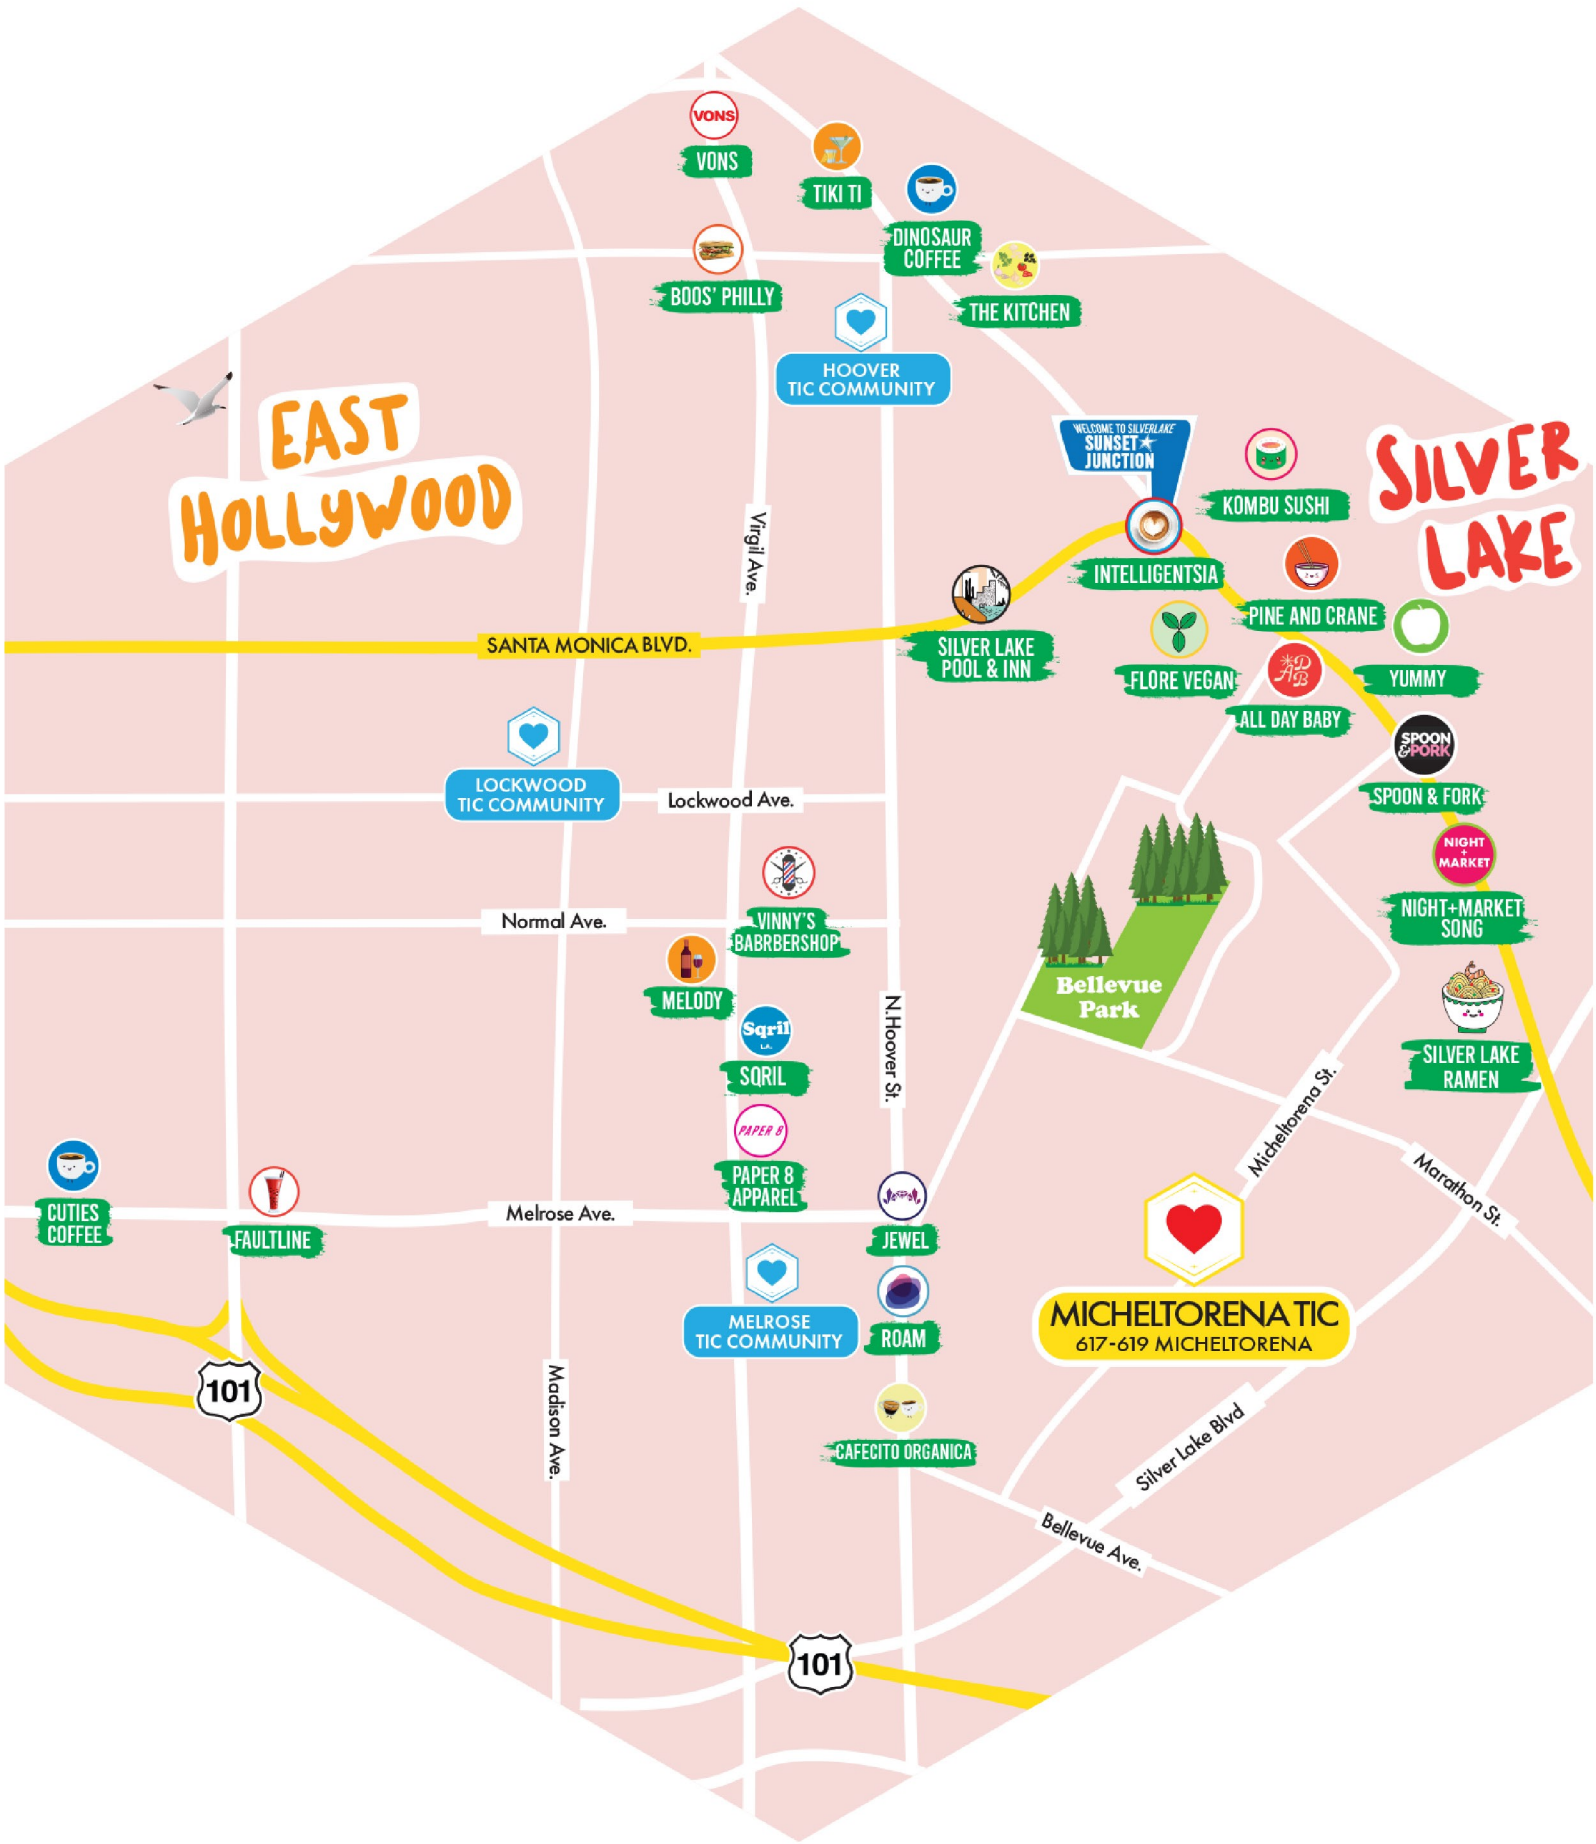 VONS
VONS
TIKI TI
DINOSAUR
COFFEE
BOOS' PHILLY
THE KITCHEN
HOOVER
TIC COMMUNITY
EAST
HOLLYWOOD
WELCOME TO SILVERLAKE
SUNSET
JUNCTION
SILVER
LAKE
KOMBU SUSHI
Virgil Ave.
INTELLIGENTSIA
PINE AND CRANE
SANTA MONICA BLVD.
SILVER LAKE
POOL & INN
FLORE VEGAN
ADB
ALL DAY BABY
YUMMY
SPOON
&PORK
SPOON & FORK
LOCKWOOD
TIC COMMUNITY
Lockwood Ave.
NIGHT
+
MARKET
NIGHT+MARKET
SONG
Normal Ave.
VINNY'S
BABRBERSHOP
MELODY
Bellevue
Park
N.Hoover St.
Sqril
L.A.
SQRIL
SILVER LAKE
RAMEN
PAPER 8
PAPER 8
APPAREL
Micheltorena St.
Marathon St.
CUTIES
COFFEE
FAULTLINE
Melrose Ave.
JEWEL
MELROSE
TIC COMMUNITY
ROAM
MICHELTORENA TIC
617-619 MICHELTORENA
101
Madison Ave.
CAFECITO ORGANICA
Silver Lake Blvd
Bellevue Ave.
101